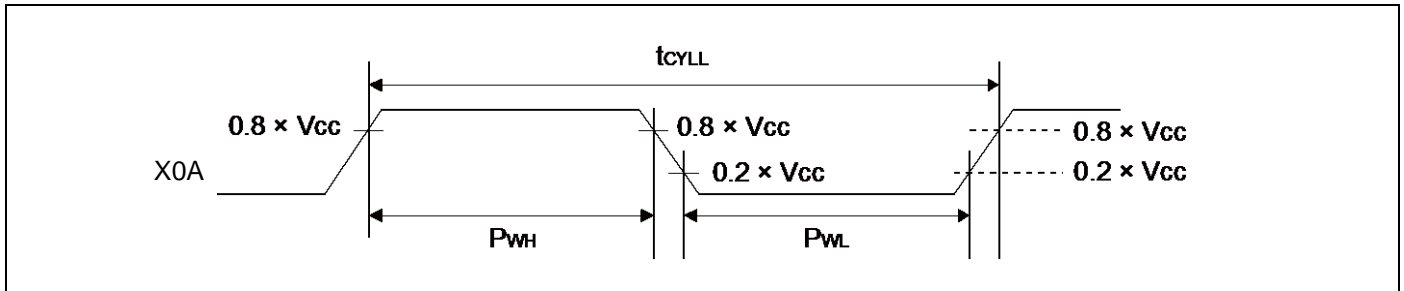 tCYLL
0.8 × Vcc
0.8 × Vcc
0.8 × Vcc
X0A
0.2 × Vcc
0.2 × Vcc
PWH
PWL